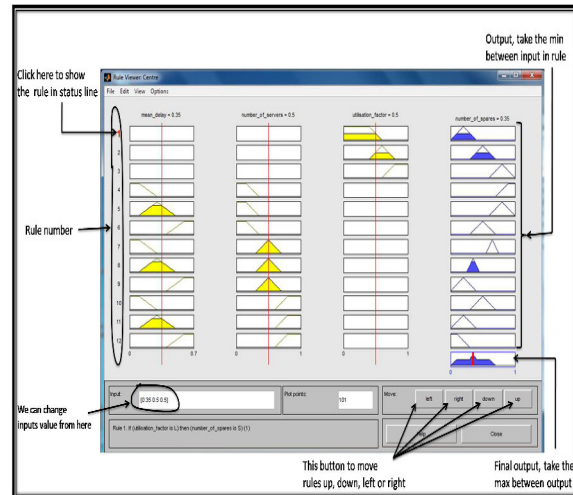 Output, take the min
between input in rule
Click here to show
the rule in status line
Rule Viewer: Centre
File Edit View Options
mean_delay = 0.35
number_of_servers = 0.5
utilisation_factor = 0.5
number_of_spares = 0.35
1
2
3
4
5
6
7
8
9
10
11
12
Rule number
0 0.7
0 1
0 1
0 1
We can change
inputs value from here
Input:
[0.35 0.5 0.5]
Plot points:
101
Move:
left
right
down
up
Rule 1. If (utilisation_factor is L) then (number_of_spares is S) (1)
Close
This button to move
rules up, down, left or right
Final output, take the
max between output